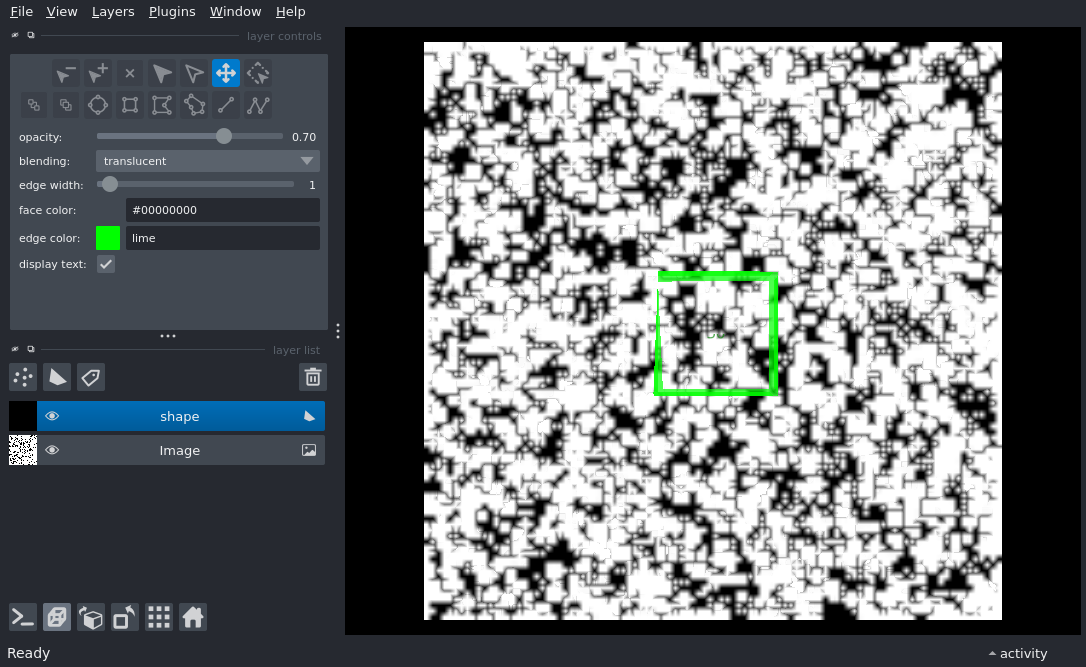 File View Layers Plugins Window Help
layer controls
opacity: 0.70
blending: translucent
edge width: 1
face color: #00000000
edge color: lime
display text:
layer list
shape
Image
Ready
activity